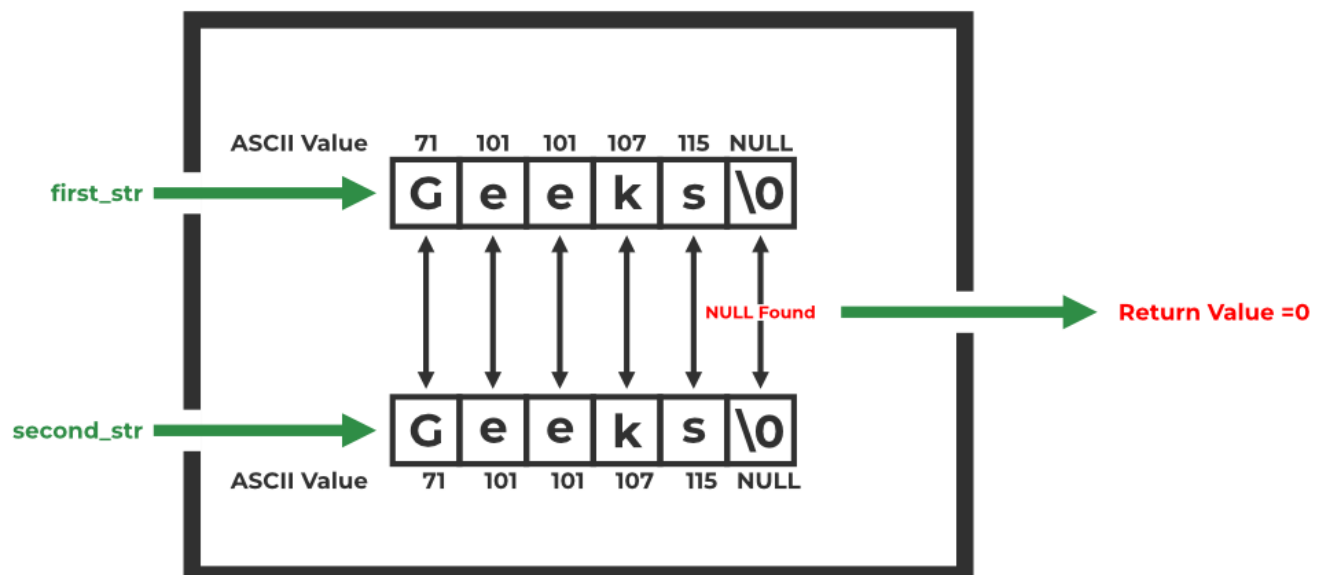 ASCII Value 71 101 101 107 115 NULL
first_str G e e k s \0
NULL Found Return Value =0
second_str G e e k s \0
ASCII Value 71 101 101 107 115 NULL